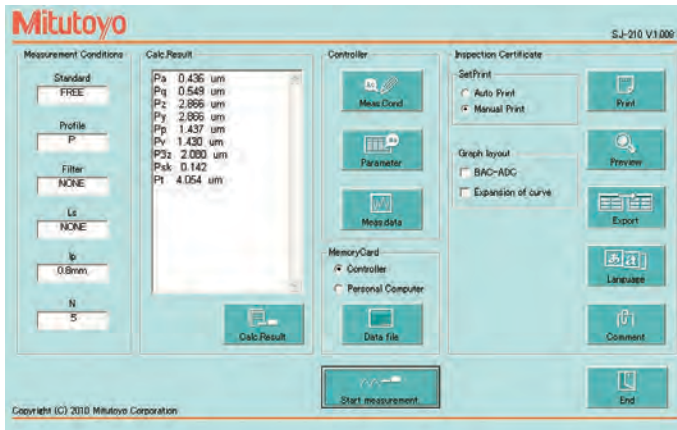 Mitutoyo
SJ-210 V1.008
Measurement Conditions
Standard
FREE
Profile
P
Filter
NONE
Ls
NONE
lp
0.8mm
N
5
Calc.Result
Pa 0.436 um
Pq 0.549 um
Pz 2.866 um
Py 2.866 um
Pp 1.437 um
Pv 1.430 um
P3z 2.080 um
Psk 0.142
Pt 4.054 um
Calc.Result
Controller
Meas.Cond.
Parameter
Meas.data
MemoryCard
Controller
Personal Computer
Data file
Start measurement
Inspection Certificate
SetPrint
Auto Print
Manual Print
Graph layout
BAC-ADC
Expansion of curve
Print
Preview
Export
Language
Comment
End
Copyright (C) 2010 Mitutoyo Corporation